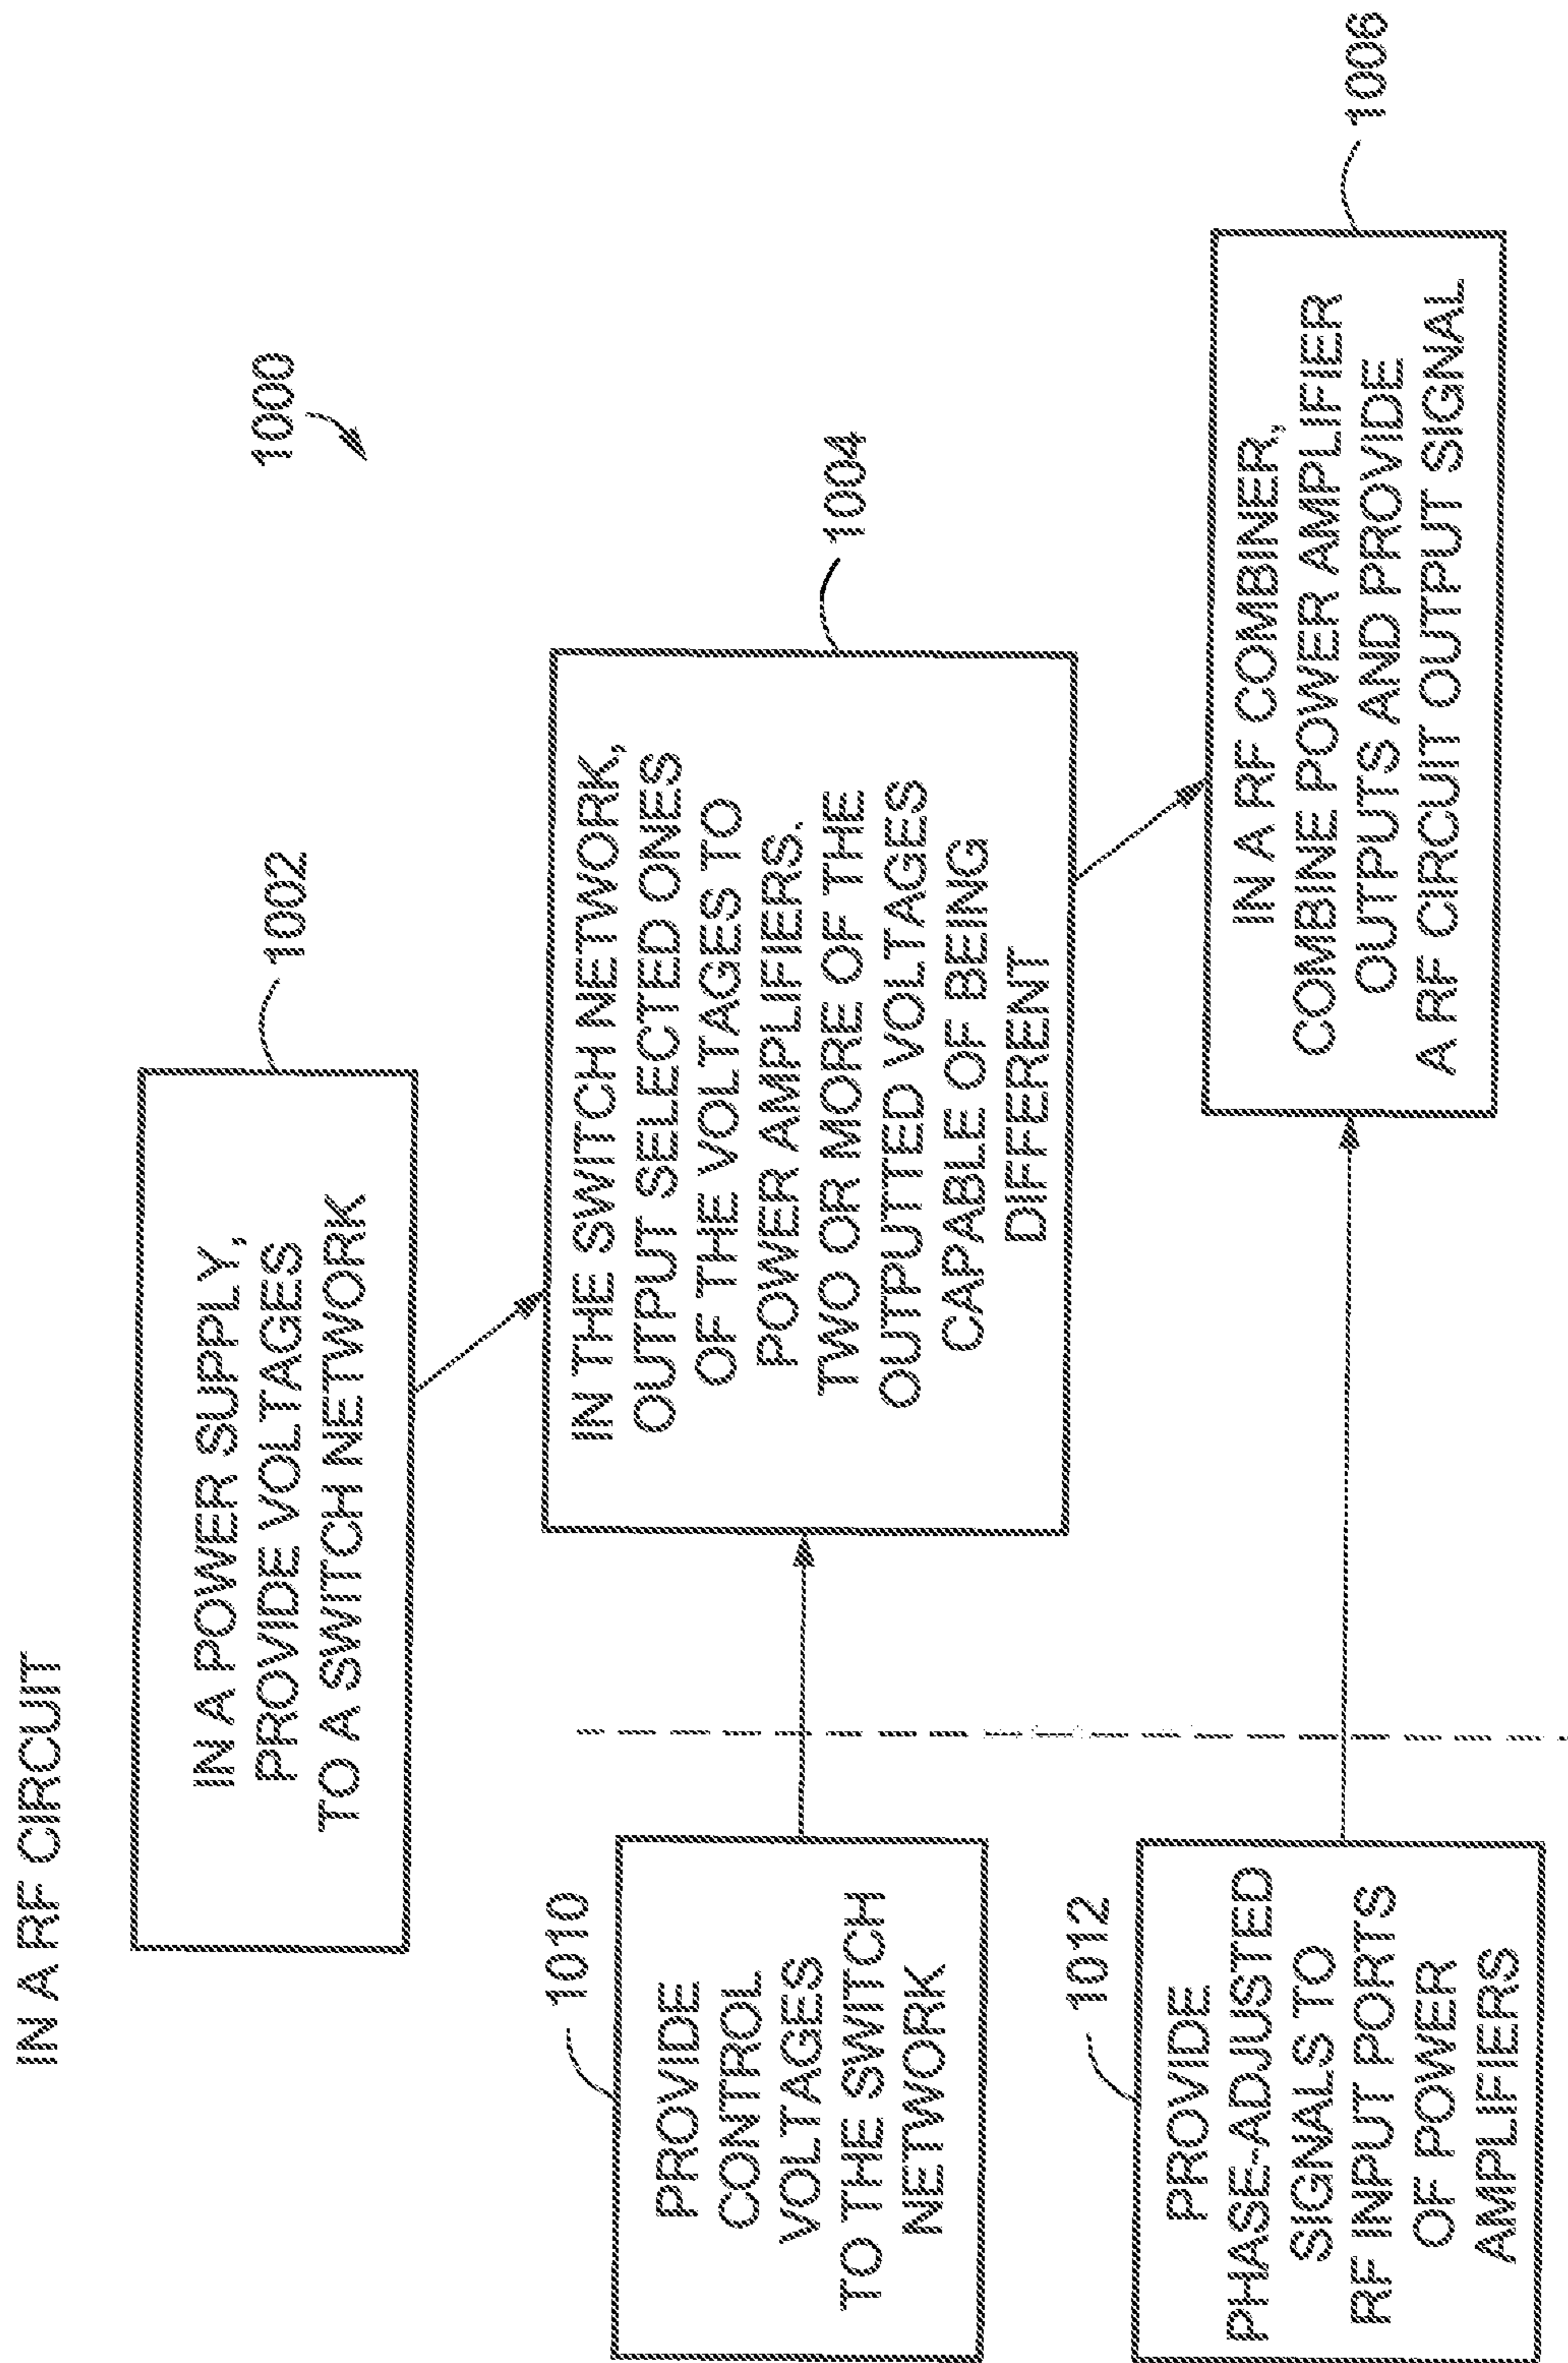 IN A RF CIRCUIT
1000
1002
IN A POWER SUPPLY,
PROVIDE VOLTAGES
TO A SWITCH NETWORK
1010
PROVIDE
CONTROL
VOLTAGES
TO THE SWITCH
NETWORK
1004
IN THE SWITCH NETWORK,
OUTPUT SELECTED ONES
OF THE VOLTAGES TO
POWER AMPLIFIERS.
TWO OR MORE OF THE
OUTPUTTED VOLTAGES
CAPABLE OF BEING
DIFFERENT
1012
PROVIDE
PHASE-ADJUSTED
SIGNALS TO
RF INPUT PORTS
OF POWER
AMPLIFIERS
1006
IN A RF COMBINER,
COMBINE POWER AMPLIFIER
OUTPUTS AND PROVIDE
A RF CIRCUIT OUTPUT SIGNAL